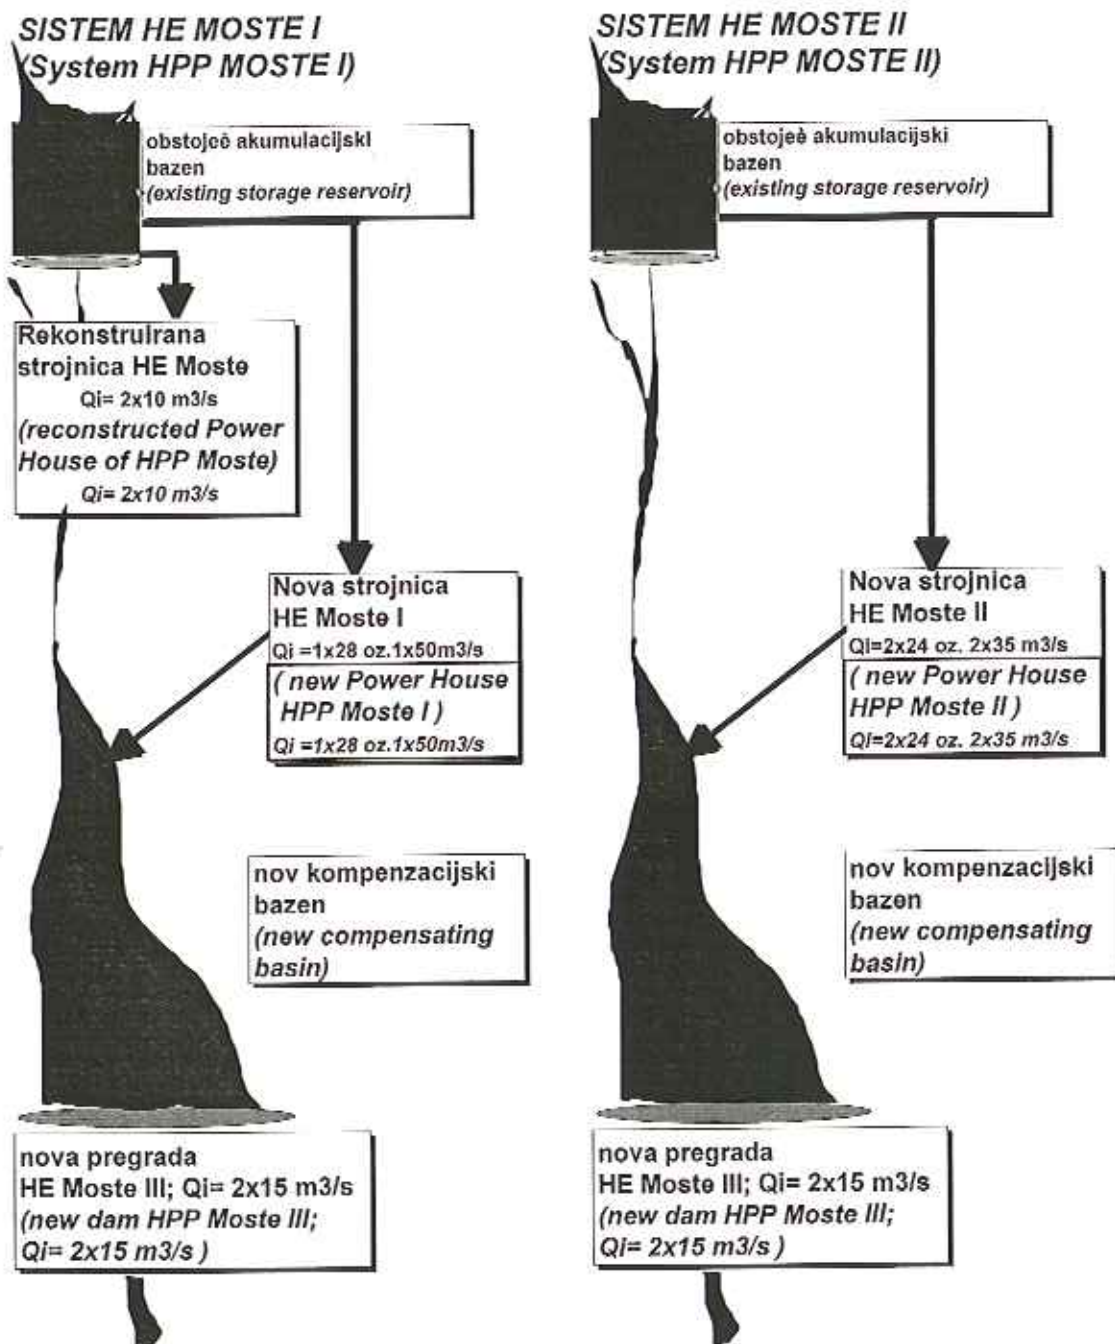 SISTEM HE MOSTE I
(System HPP MOSTE I)
obstoječ akumulacijski
bazen
(existing storage reservoir)
Rekonstruirana
strojnica HE Moste
Qi= 2x10 m3/s
(reconstructed Power
House of HPP Moste)
Qi= 2x10 m3/s
Nova strojnica
HE Moste I
Qi =1x28 oz.1x50m3/s
( new Power House
HPP Moste I )
Qi =1x28 oz.1x50m3/s
nov kompenzacijski
bazen
(new compensating
basin)
nova pregrada
HE Moste III; Qi= 2x15 m3/s
(new dam HPP Moste III;
Qi= 2x15 m3/s )
SISTEM HE MOSTE II
(System HPP MOSTE II)
obstoječ akumulacijski
bazen
(existing storage reservoir)
Nova strojnica
HE Moste II
Qi=2x24 oz. 2x35 m3/s
( new Power House
HPP Moste II )
Qi=2x24 oz. 2x35 m3/s
nov kompenzacijski
bazen
(new compensating
basin)
nova pregrada
HE Moste III; Qi= 2x15 m3/s
(new dam HPP Moste III;
Qi= 2x15 m3/s )